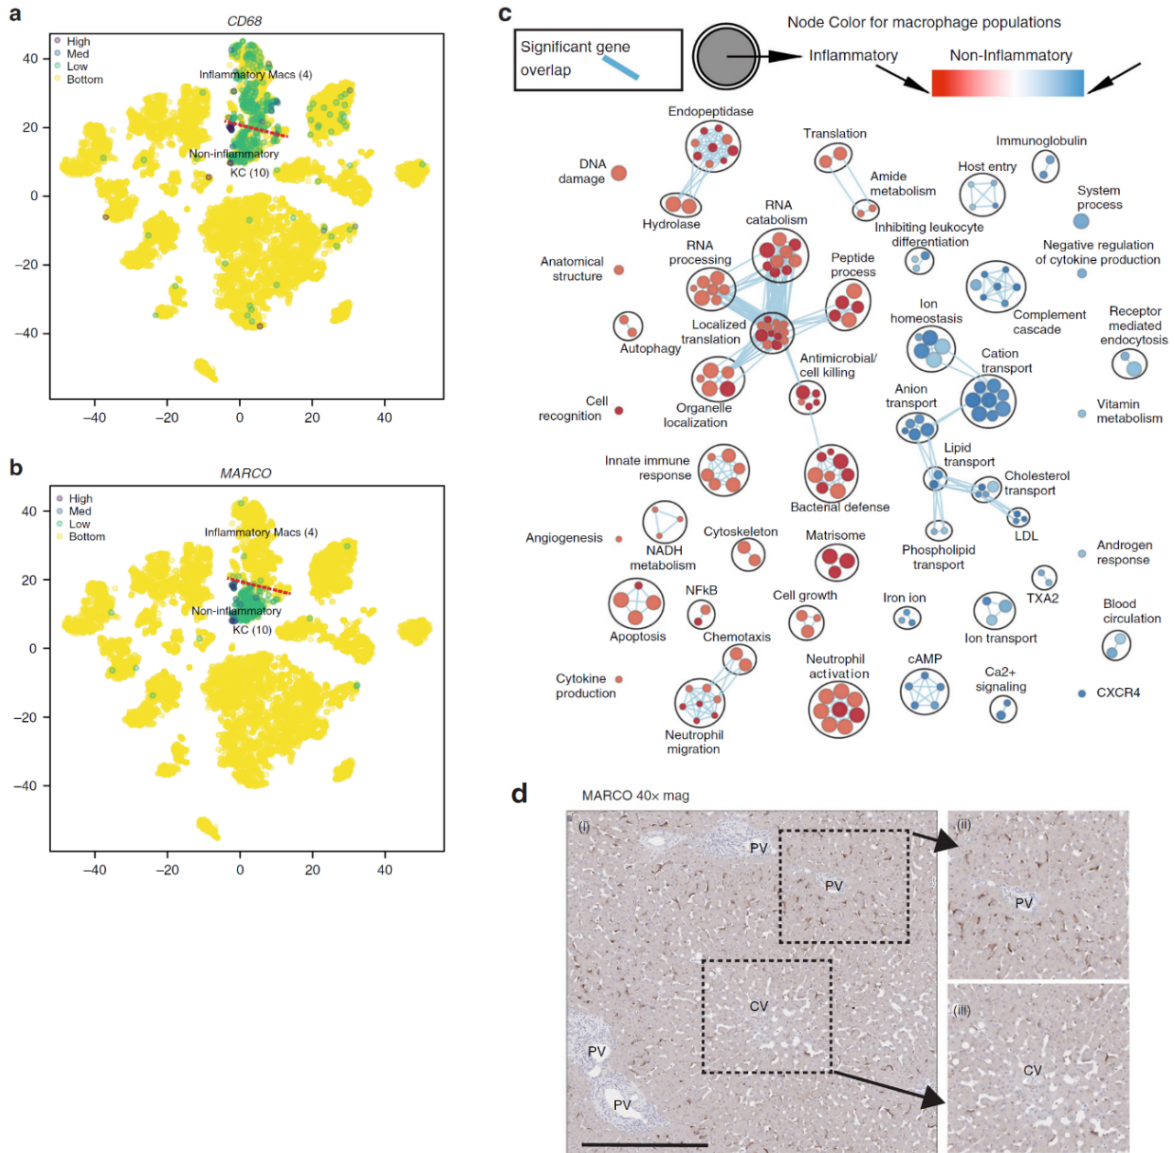 a
CD68
High
Med
Low
Bottom
Inflammatory Macs (4)
Non-inflammatory
KC (10)
40
20
0
−20
−40
−40
−20
0
20
40
b
MARCO
High
Med
Low
Bottom
Inflammatory Macs (4)
Non-inflammatory
KC (10)
40
20
0
−20
−40
−40
−20
0
20
40
c
Significant gene
overlap
Node Color for macrophage populations
Inflammatory
Non-Inflammatory
Endopeptidase
Translation
Immunoglobulin
DNA
damage
Amide
metabolism
Host entry
System
process
Hydrolase
RNA
catabolism
Inhibiting leukocyte
differentiation
Negative regulation
of cytokine production
Anatomical
structure
RNA
processing
Peptide
process
Ion
homeostasis
Complement
cascade
Receptor
mediated
endocytosis
Autophagy
Localized
translation
Antimicrobial/
cell killing
Cation
transport
Cell
recognition
Organelle
localization
Anion
transport
Vitamin
metabolism
Innate immune
response
Bacterial defense
Lipid
transport
Cholesterol
transport
LDL
Angiogenesis
NADH
metabolism
Cytoskeleton
Matrisome
Phospholipid
transport
Androgen
response
TXA2
Apoptosis
NFkB
Cell growth
Iron ion
Ion transport
Blood
circulation
Chemotaxis
Cytokine
production
Neutrophil
migration
Neutrophil
activation
cAMP
Ca2+
signaling
CXCR4
d
MARCO 40× mag
(i)
PV
PV
CV
PV
PV
(ii)
PV
(iii)
CV